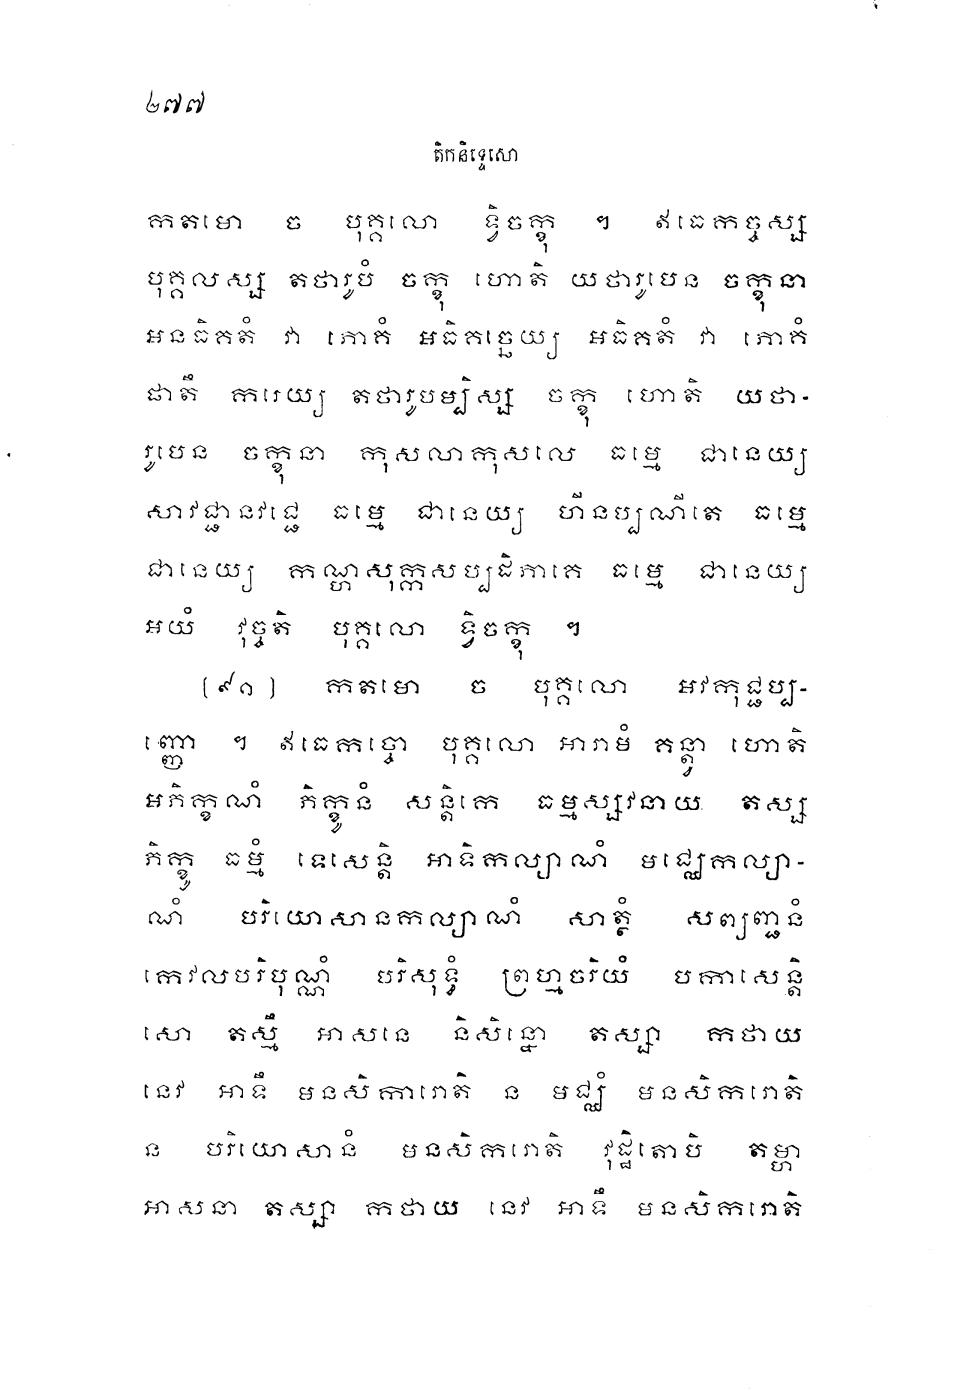 ២៧៧
តិកនិទ្ទេសោ
កតមោ ច បុគ្គលោ ទ្វិចក្ខុ ។ ឥធេកច្ចស្ស
បុគ្គលស្ស តថារូបំ ចក្ខុ ហោតិ យថារូបេន ចក្ខុនា
អនធិគតំ វា ភោគំ អធិគច្ឆេយ្យ អធិគតំ វា ភោគំ
ផាតឹ ករេយ្យ តថារូបម្បិស្ស ចក្ខុ ហោតិ យថា-
រូបេន ចក្ខុនា កុសលាកុសលេ ធម្មេ ជានេយ្យ
សាវជ្ជានវជ្ជេ ធម្មេ ជានេយ្យ ហីនប្បណីតេ ធម្មេ
ជានេយ្យ កណ្ហសុក្កសប្បដិភាគេ ធម្មេ ជានេយ្យ
អយំ វុច្ចតិ បុគ្គលោ ទ្វិចក្ខុ ។
(៩១) កតមោ ច បុគ្គលោ អវកុជ្ជប្ប-
ញ្ញោ ។ ឥធេកច្ចោ បុគ្គលោ អារាមំ គន្ត្វា ហោតិ
អភិក្ខណំ ភិក្ខូនំ សន្តិកេ ធម្មស្សវនាយ តស្ស
ភិក្ខូ ធម្មំ ទេសេន្តិ អាទិកល្យាណំ មជ្ឈេកល្យា-
ណំ បរិយោសានកល្យាណំ សាត្ថំ សព្យញ្ជនំ
កេវលបរិបុណ្ណំ បរិសុទ្ធំ ព្រហ្មចរិយំ បកាសេន្តិ
សោ តស្មឹ អាសនេ និសិន្នោ តស្សា កថាយ
នេវ អាទឹ មនសិការោតិ ន មជ្ឈំ មនសិករោតិ
ន បរិយោសានំ មនសិករោតិ វុដ្ឋិតោបិ តម្ហា
អាសនា តស្សា កថាយ នេវ អាទឹ មនសិករោតិ